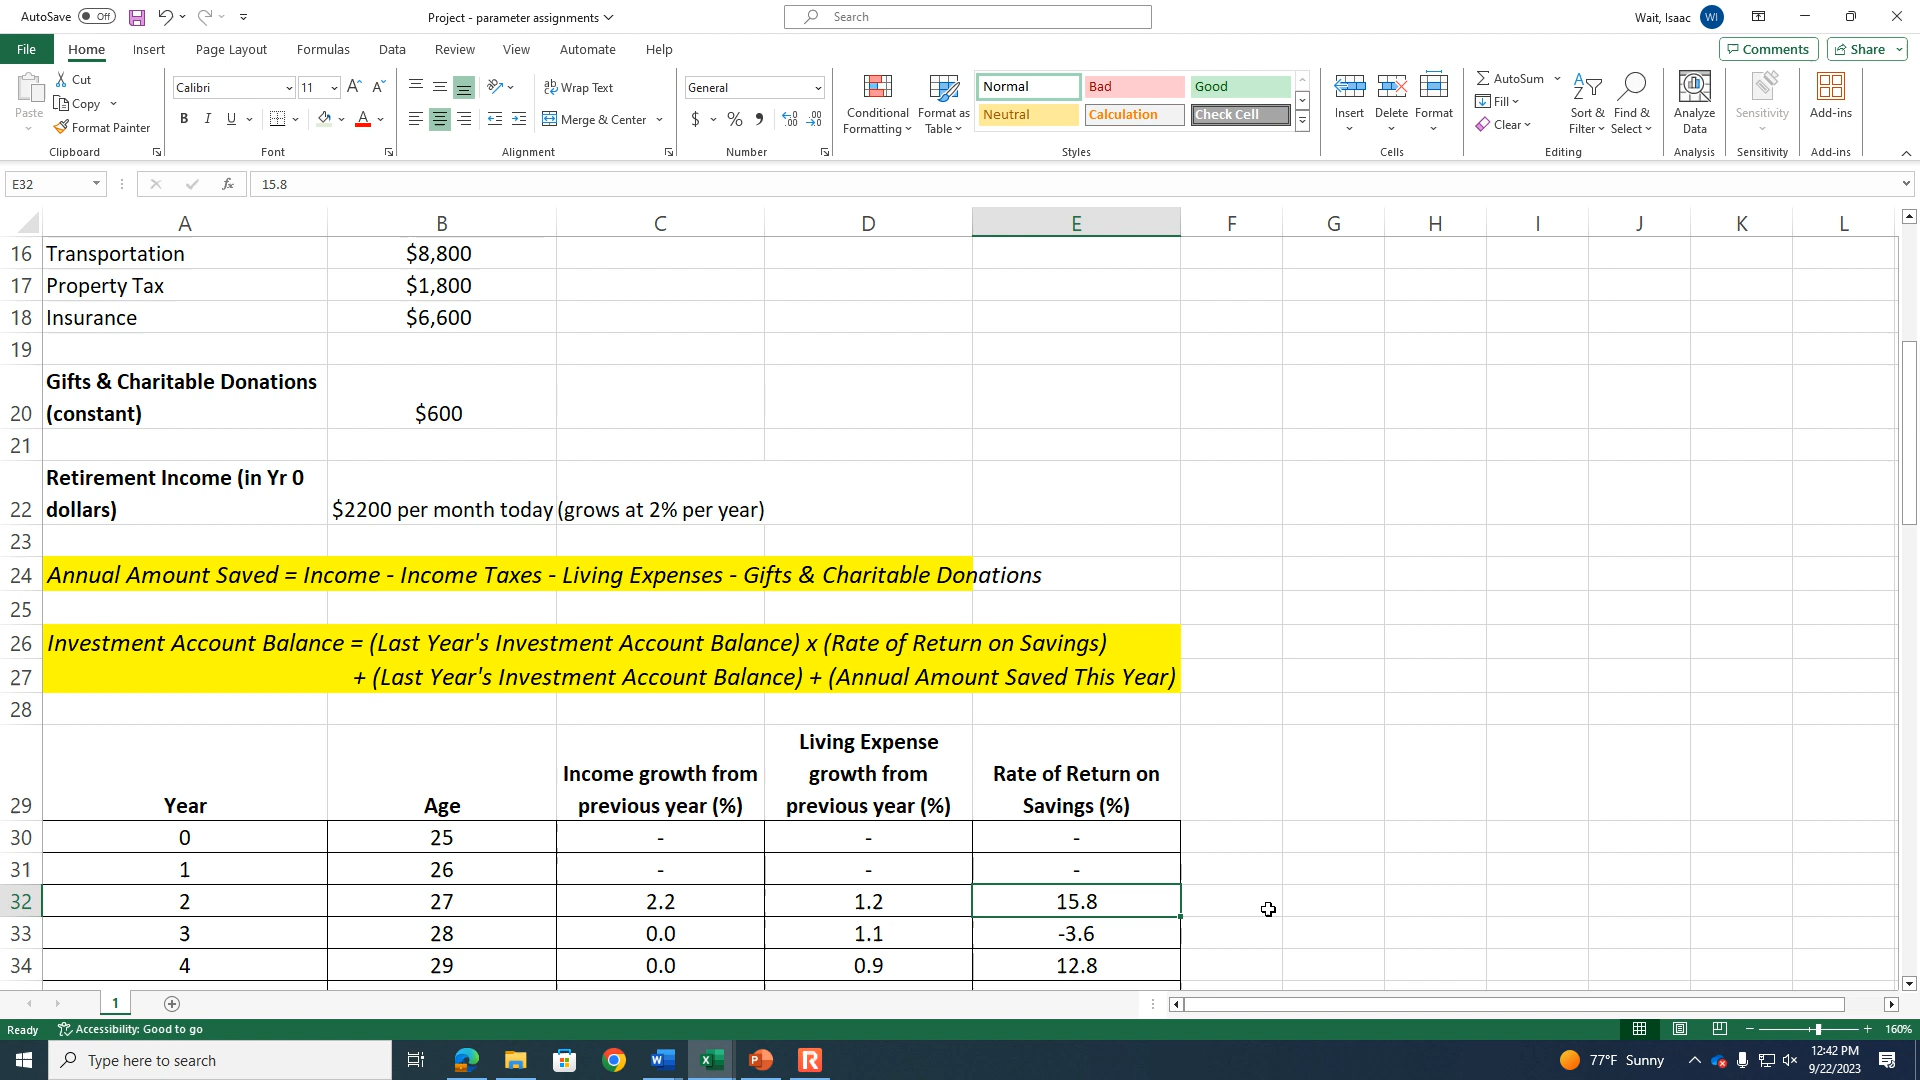 AutoSave Off Project - parameter assignments Search Wait, Isaac WI
File Home Insert Page Layout Formulas Data Review View Automate Help Comments Share
Paste Cut Copy Format Painter Clipboard
Calibri 11 A A B I U A Font
Wrap Text Merge & Center Alignment
General $ % 9 Number
Conditional Formatting Format as Table Normal Bad Good Neutral Calculation Check Cell Styles
Insert Delete Format Cells
AutoSum Fill Clear Sort & Filter Find & Select Editing
Analyze Data Analysis Sensitivity Sensitivity Add-ins Add-ins
E32 fx 15.8
A B C D E F G H I J K L
16 Transportation $8,800
17 Property Tax $1,800
18 Insurance $6,600
19
Gifts & Charitable Donations
20 (constant) $600
21
Retirement Income (in Yr 0
22 dollars) $2200 per month today (grows at 2% per year)
23
24 Annual Amount Saved = Income - Income Taxes - Living Expenses - Gifts & Charitable Donations
25
26 Investment Account Balance = (Last Year's Investment Account Balance) x (Rate of Return on Savings)
27 + (Last Year's Investment Account Balance) + (Annual Amount Saved This Year)
28
Living Expense
Income growth from growth from Rate of Return on
29 Year Age previous year (%) previous year (%) Savings (%)
30 0 25 - - -
31 1 26 - - -
32 2 27 2.2 1.2 15.8
33 3 28 0.0 1.1 -3.6
34 4 29 0.0 0.9 12.8
1
Ready Accessibility: Good to go 160%
Type here to search 77°F Sunny 12:42 PM
9/22/2023